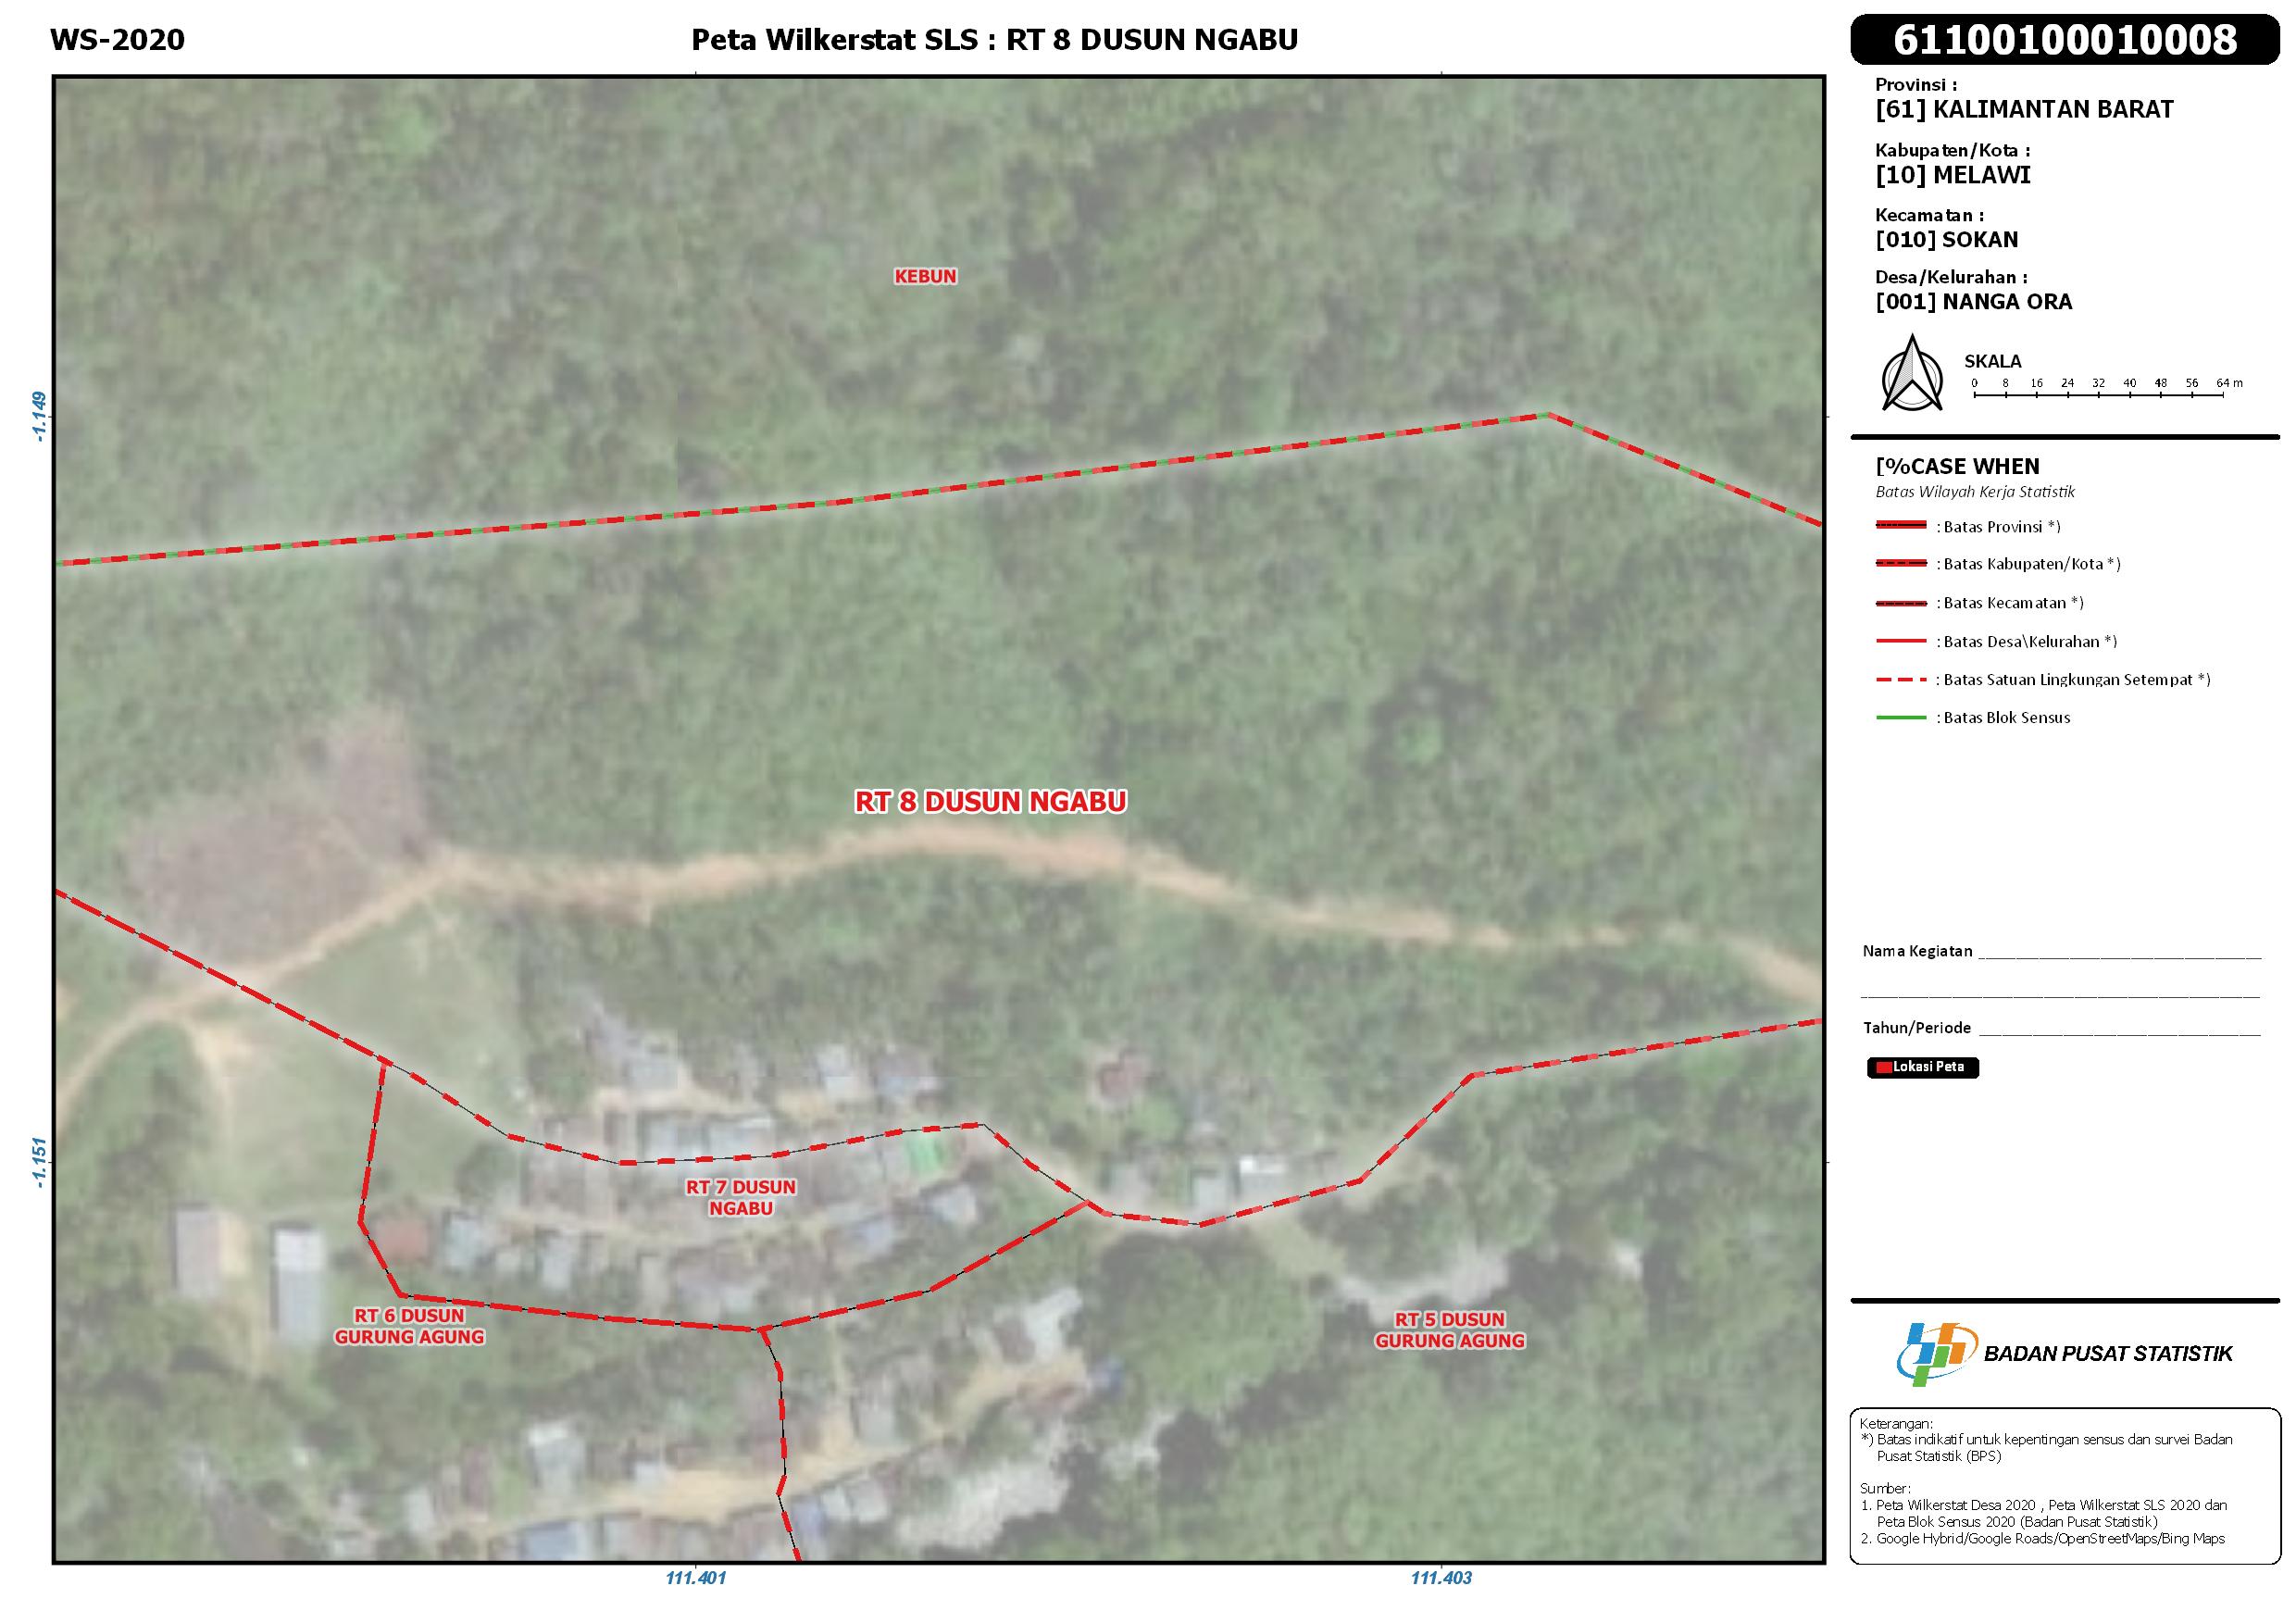 WS-2020
Peta Wilkerstat SLS : RT 8 DUSUN NGABU
61100100010008
Provinsi :
[61] KALIMANTAN BARAT
Kabupaten/Kota :
[10] MELAWI
Kecamatan :
[010] SOKAN
Desa/Kelurahan :
[001] NANGA ORA
SKALA
0 8 16 24 32 40 48 56 64 m
[%CASE WHEN
Batas Wilayah Kerja Statistik
: Batas Provinsi *)
: Batas Kabupaten/Kota *)
: Batas Kecamatan *)
: Batas Desa\Kelurahan *)
: Batas Satuan Lingkungan Setempat *)
: Batas Blok Sensus
Nama Kegiatan
Tahun/Periode
Lokasi Peta
BADAN PUSAT STATISTIK
Keterangan:
*) Batas indikatif untuk kepentingan sensus dan survei Badan
Pusat Statistik (BPS)
Sumber:
1. Peta Wilkerstat Desa 2020 , Peta Wilkerstat SLS 2020 dan
Peta Blok Sensus 2020 (Badan Pusat Statistik)
2. Google Hybrid/Google Roads/OpenStreetMaps/Bing Maps
KEBUN
-1.149
RT 8 DUSUN NGABU
-1.151
RT 7 DUSUN
NGABU
RT 6 DUSUN
GURUNG AGUNG
RT 5 DUSUN
GURUNG AGUNG
111.401
111.403